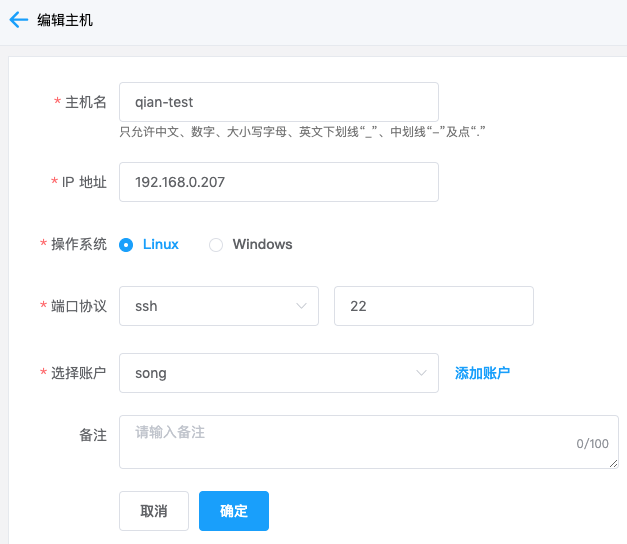 编辑主机
* 主机名 qian-test
只允许中文、数字、大小写字母、英文下划线“_”、中划线“-”及点“.”
* IP 地址 192.168.0.207
* 操作系统 Linux Windows
* 端口协议 ssh 22
* 选择账户 song 添加账户
备注 请输入备注
0/100
取消 确定